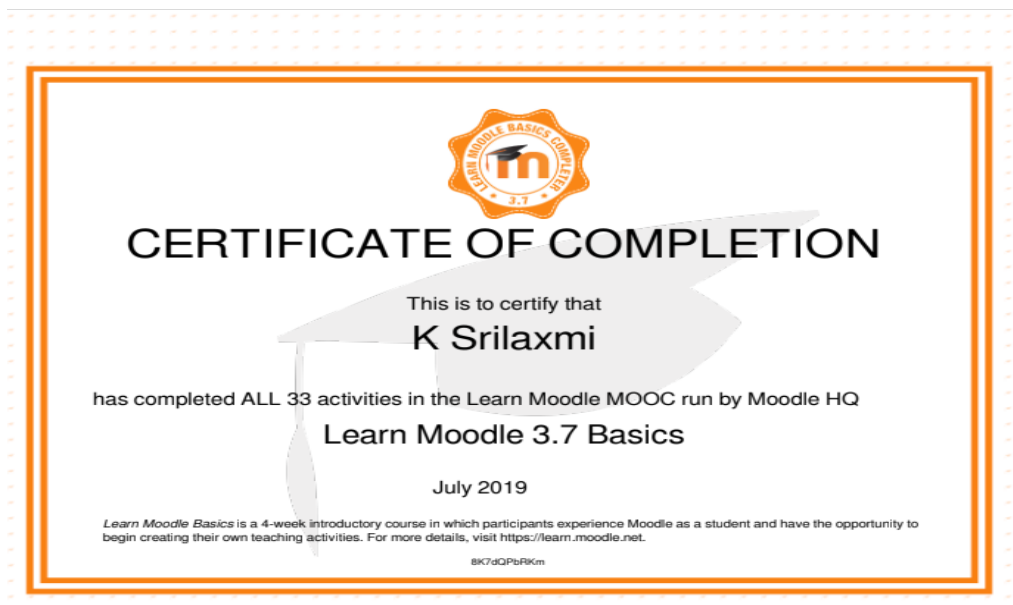 LEARN MOODLE BASICS COMPLETER
m
3.7
CERTIFICATE OF COMPLETION
This is to certify that
K Srilaxmi
has completed ALL 33 activities in the Learn Moodle MOOC run by Moodle HQ
Learn Moodle 3.7 Basics
July 2019
Learn Moodle Basics is a 4-week introductory course in which participants experience Moodle as a student and have the opportunity to
begin creating their own teaching activities. For more details, visit https://learn.moodle.net.
8K7dQPbRKm